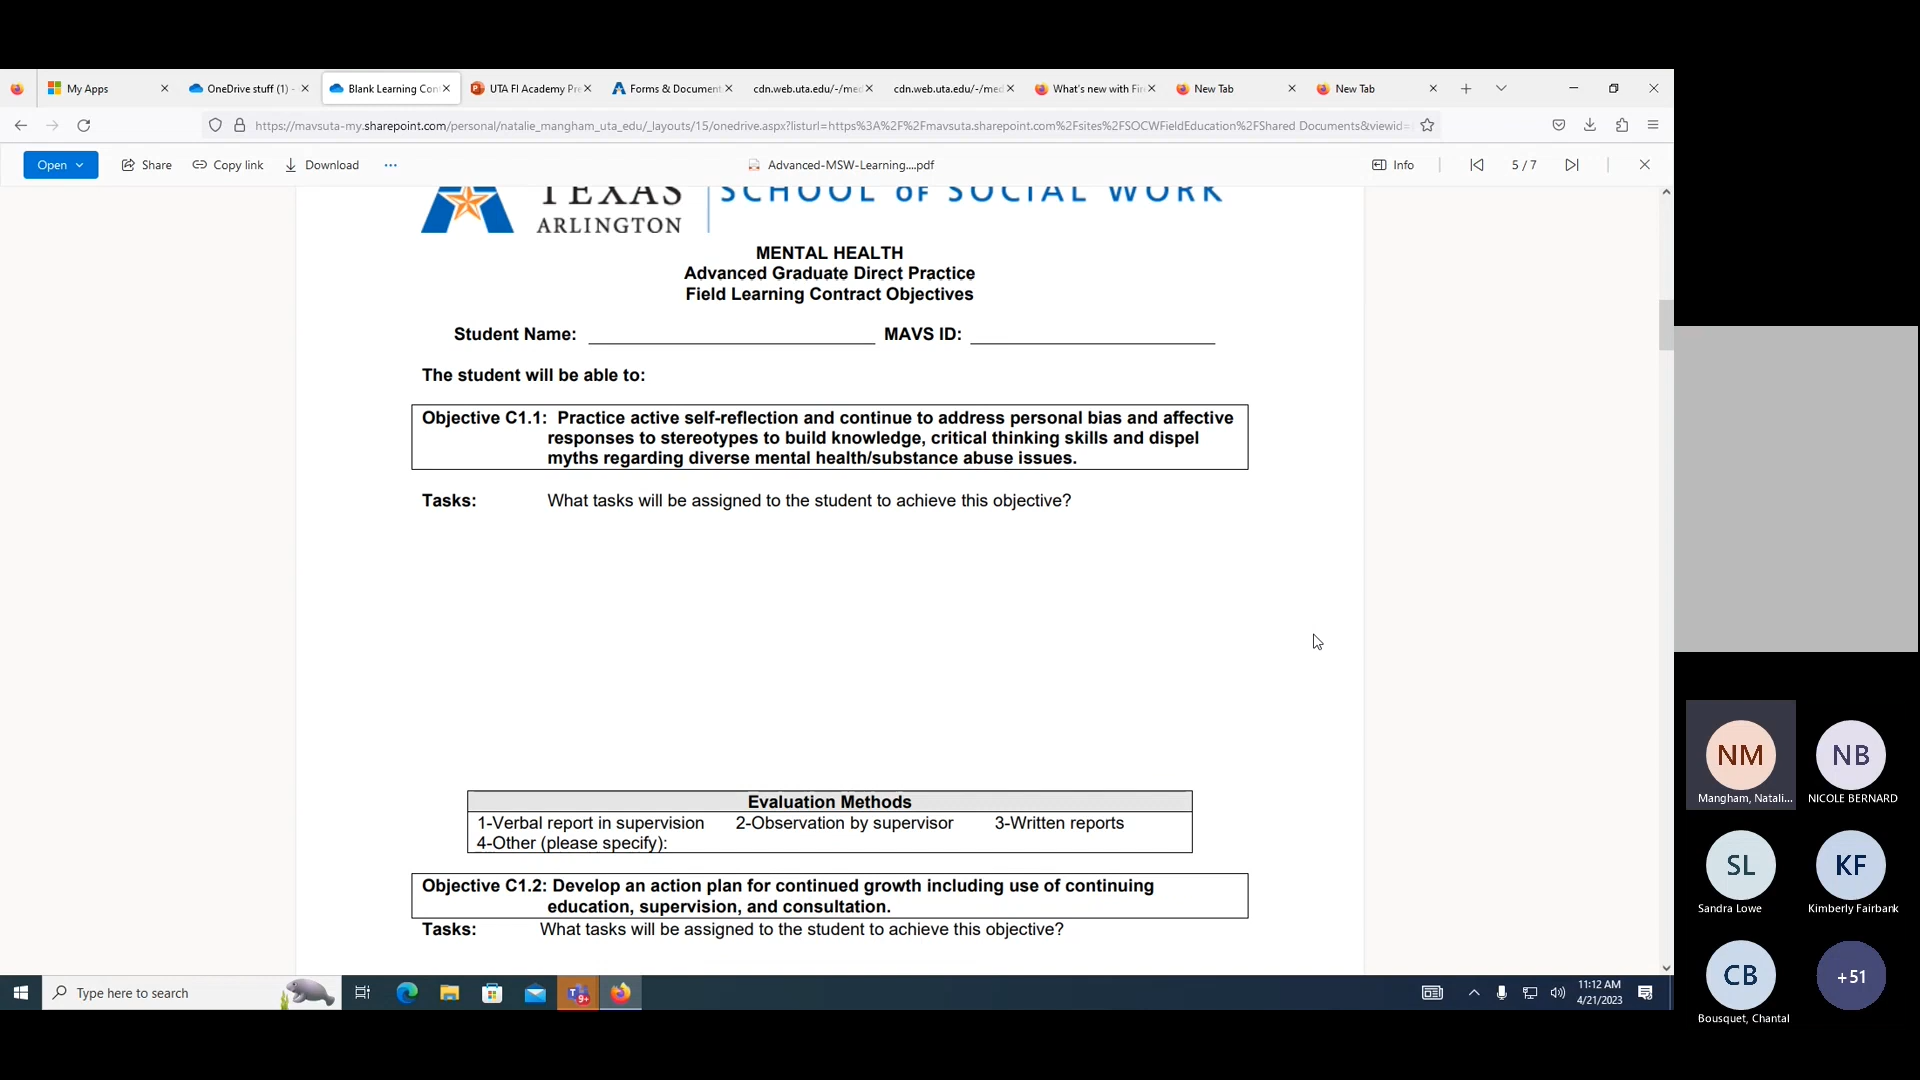 My Apps
OneDrive stuff (1) -
Blank Learning Con
UTA FI Academy Pre
Forms & Document
cdn.web.uta.edu/-/med
cdn.web.uta.edu/-/med
What's new with Fir
New Tab
New Tab
https://mavsuta-my.sharepoint.com/personal/natalie_mangham_uta_edu/_layouts/15/onedrive.aspx?listurl=https%3A%2F%2Fmavsuta.sharepoint.com%2Fsites%2FSOCWFieldEducation%2FShared Documents&viewid=
Open
Share
Copy link
Download
Advanced-MSW-Learning....pdf
Info
5 / 7
TEXAS
ARLINGTON
SCHOOL OF SOCIAL WORK
MENTAL HEALTH
Advanced Graduate Direct Practice
Field Learning Contract Objectives
Student Name: MAVS ID:
The student will be able to:
Objective C1.1: Practice active self-reflection and continue to address personal bias and affective
responses to stereotypes to build knowledge, critical thinking skills and dispel
myths regarding diverse mental health/substance abuse issues.
Tasks: What tasks will be assigned to the student to achieve this objective?
Evaluation Methods
1-Verbal report in supervision 2-Observation by supervisor 3-Written reports
4-Other (please specify):
Objective C1.2: Develop an action plan for continued growth including use of continuing
education, supervision, and consultation.
Tasks: What tasks will be assigned to the student to achieve this objective?
Type here to search
9+
11:12 AM
4/21/2023
NM
Mangham, Natali...
NB
NICOLE BERNARD
SL
Sandra Lowe
KF
Kimberly Fairbank
CB
Bousquet, Chantal
+51